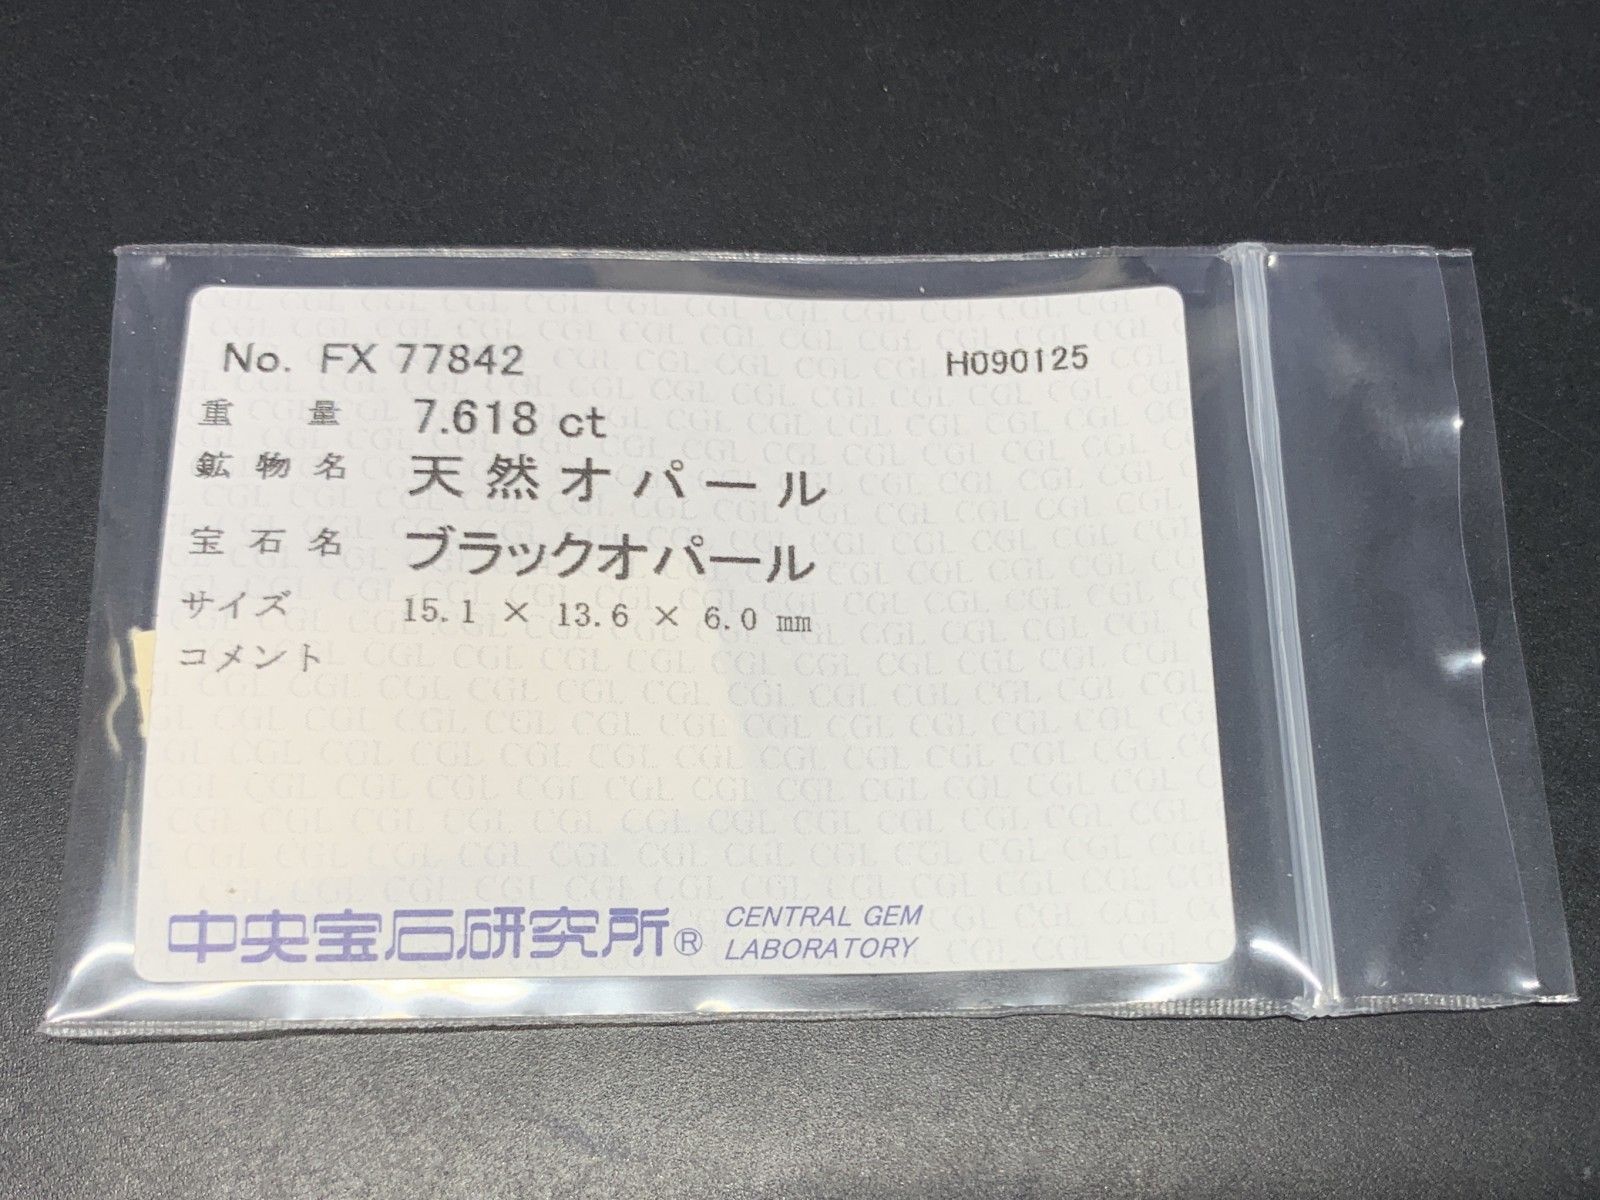 No. FX 77842 H090125
重量 7.618 ct
鉱物名 天然オパール
宝石名 ブラックオパール
サイズ 15.1 × 13.6 × 6.0 mm
コメント
中央宝石研究所® CENTRAL GEM
LABORATORY